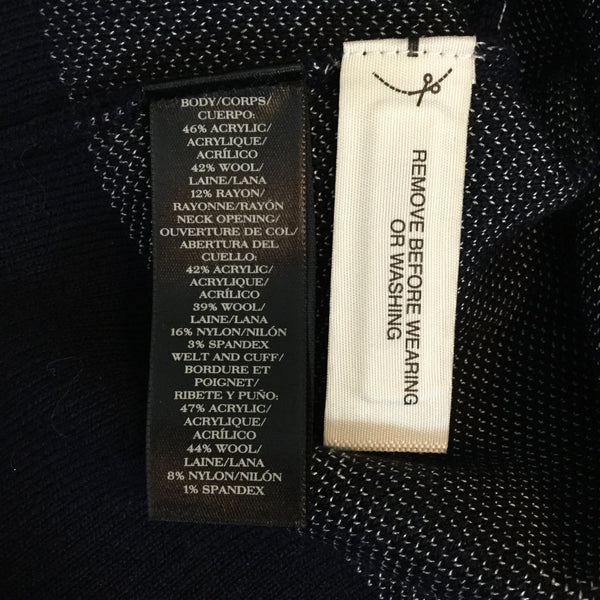 BODY/CORPS/
CUERPO:
46% ACRYLIC/
ACRYLIQUE/
ACRÍLICO
42% WOOL/
LAINE/LANA
12% RAYON/
RAYONNE/RAYÓN
NECK OPENING/
OUVERTURE DE COL/
ABERTURA DEL
CUELLO:
42% ACRYLIC/
ACRYLIQUE/
ACRÍLICO
39% WOOL/
LAINE/LANA
16% NYLON/NILÓN
3% SPANDEX
WELT AND CUFF/
BORDURE ET
POIGNET/
RIBETE Y PUÑO:
47% ACRYLIC/
ACRYLIQUE/
ACRÍLICO
44% WOOL/
LAINE/LANA
8% NYLON/NILÓN
1% SPANDEX
REMOVE BEFORE WEARING
OR WASHING